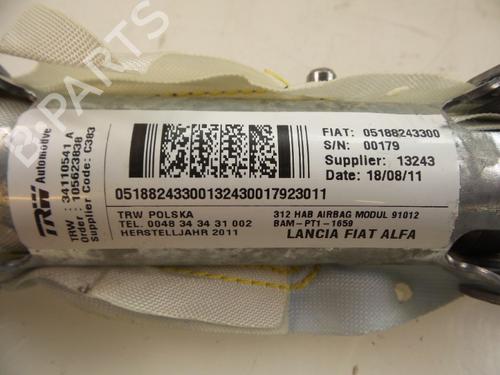 TRW Automotive
TRW : 34110541 A
Order : 105623838
Supplier Code: C383
FIAT: 05188243300
S/N: 00179
Supplier: 13243
Date: 18/08/11
05188243300132430017923011
TRW POLSKA
TEL. 0048 34 34 31 002
HERSTELLJAHR 2011
312 HAB AIRBAG MODUL 91012
BAM-PT1-1659
LANCIA FIAT ALFA
B-PARTS